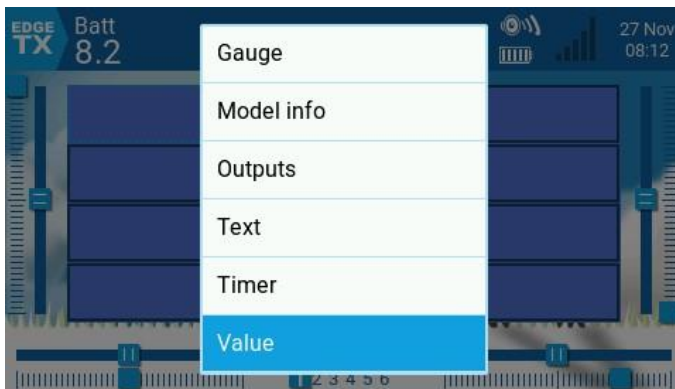 EDGE Batt
TX 8.2
27 Nov
08:12
Gauge
Model info
Outputs
Text
Timer
Value
1 2 3 4 5 6